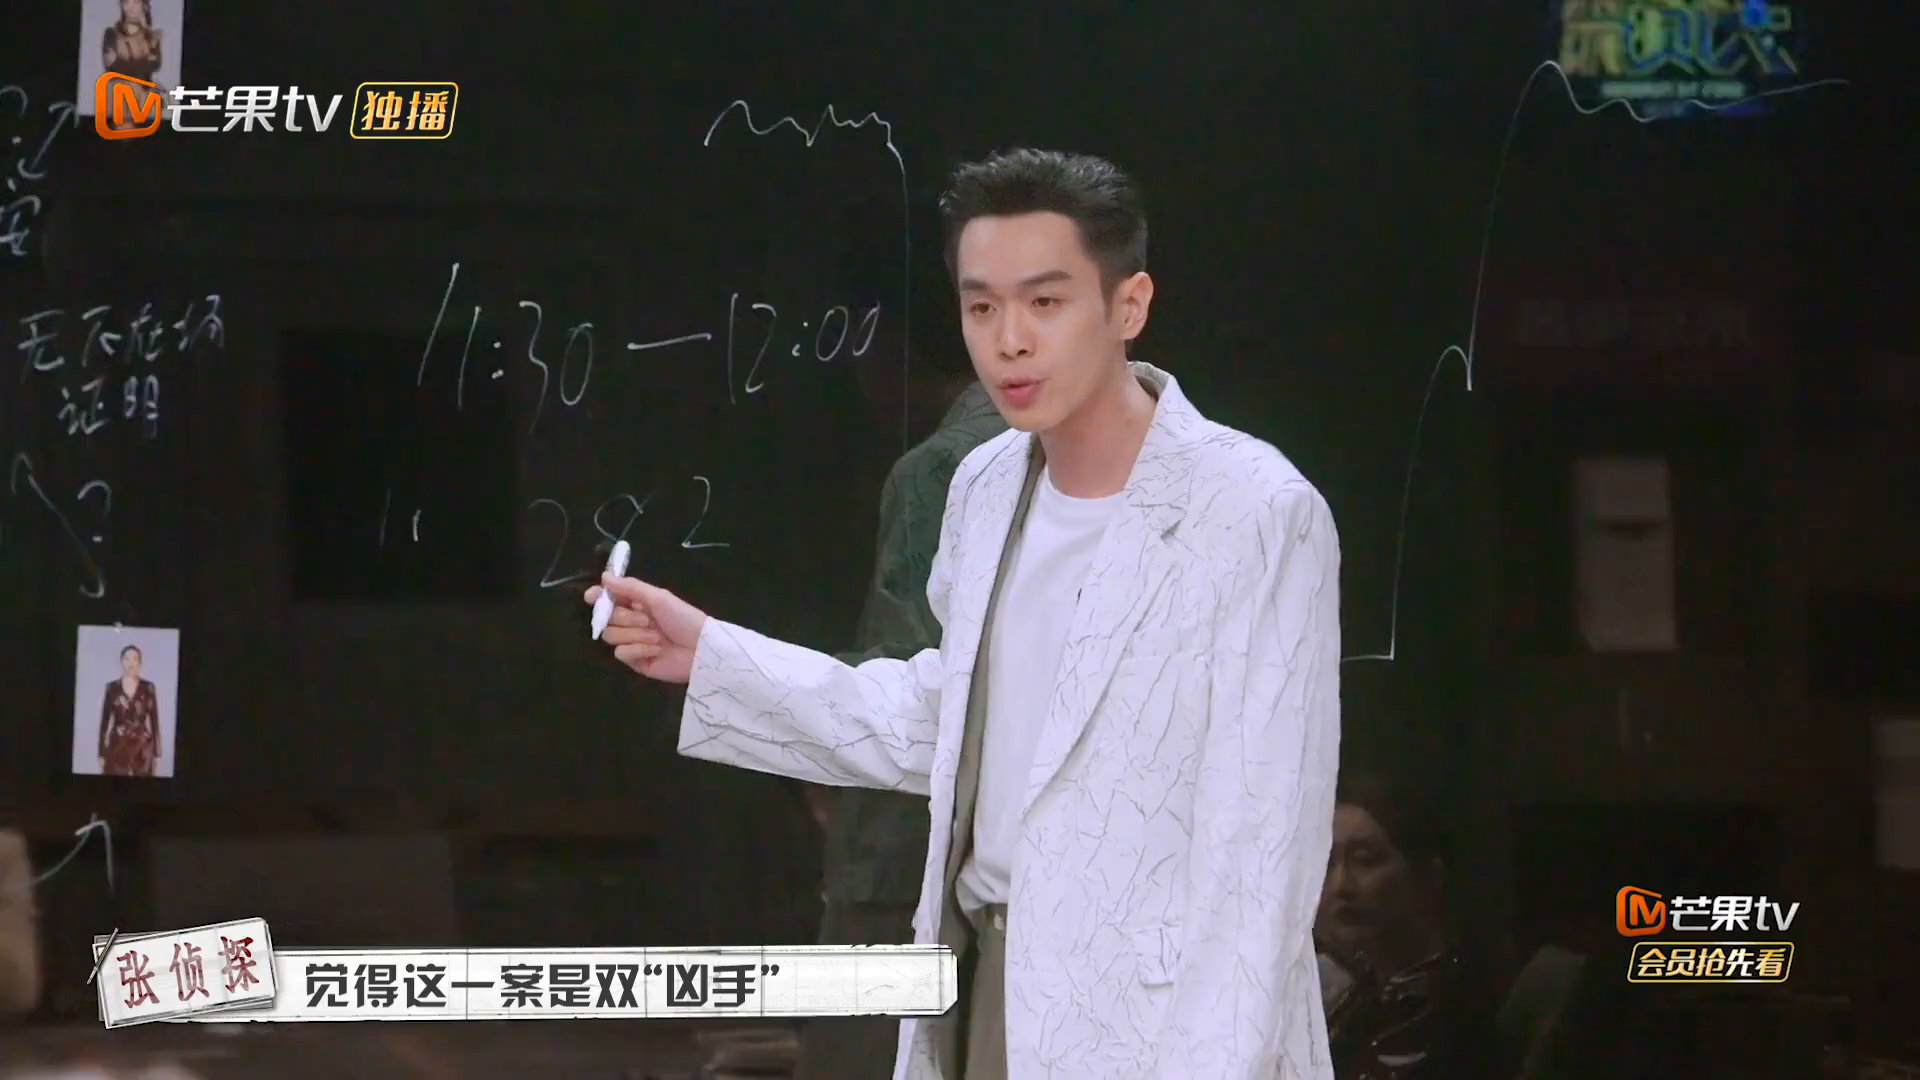 芒果tv 独播
安
无不在场
证明
11:30 — 12:00
?
282
芒果tv
会员抢先看
张侦探
觉得这一案是双“凶手”